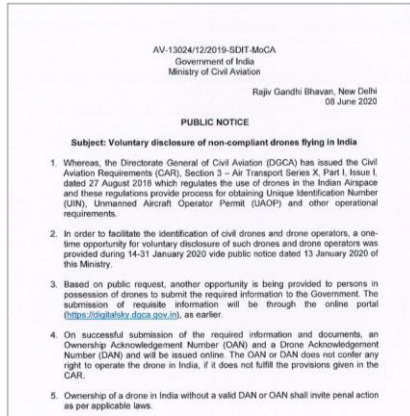 AV-13024/12/2019-SDIT-MoCA
Government of India
Ministry of Civil Aviation
Rajiv Gandhi Bhavan, New Delhi
08 June 2020
PUBLIC NOTICE
Subject: Voluntary disclosure of non-compliant drones flying in India
1. Whereas, the Directorate General of Civil Aviation (DGCA) has issued the Civil
Aviation Requirements (CAR), Section 3 – Air Transport Series X, Part I, Issue I,
dated 27 August 2018 which regulates the use of drones in the Indian Airspace
and these regulations provide process for obtaining Unique Identification Number
(UIN), Unmanned Aircraft Operator Permit (UAOP) and other operational
requirements.
2. In order to facilitate the identification of civil drones and drone operators, a one-
time opportunity for voluntary disclosure of such drones and drone operators was
provided during 14-31 January 2020 vide public notice dated 13 January 2020 of
this Ministry.
3. Based on public request, another opportunity is being provided to persons in
possession of drones to submit the required information to the Government. The
submission of requisite information will be through the online portal
(https://digitalsky.dgca.gov.in), as earlier.
4. On successful submission of the required information and documents, an
Ownership Acknowledgement Number (OAN) and a Drone Acknowledgement
Number (DAN) and will be issued online. The OAN or DAN does not confer any
right to operate the drone in India, if it does not fulfill the provisions given in the
CAR.
5. Ownership of a drone in India without a valid DAN or OAN shall invite penal action
as per applicable laws.